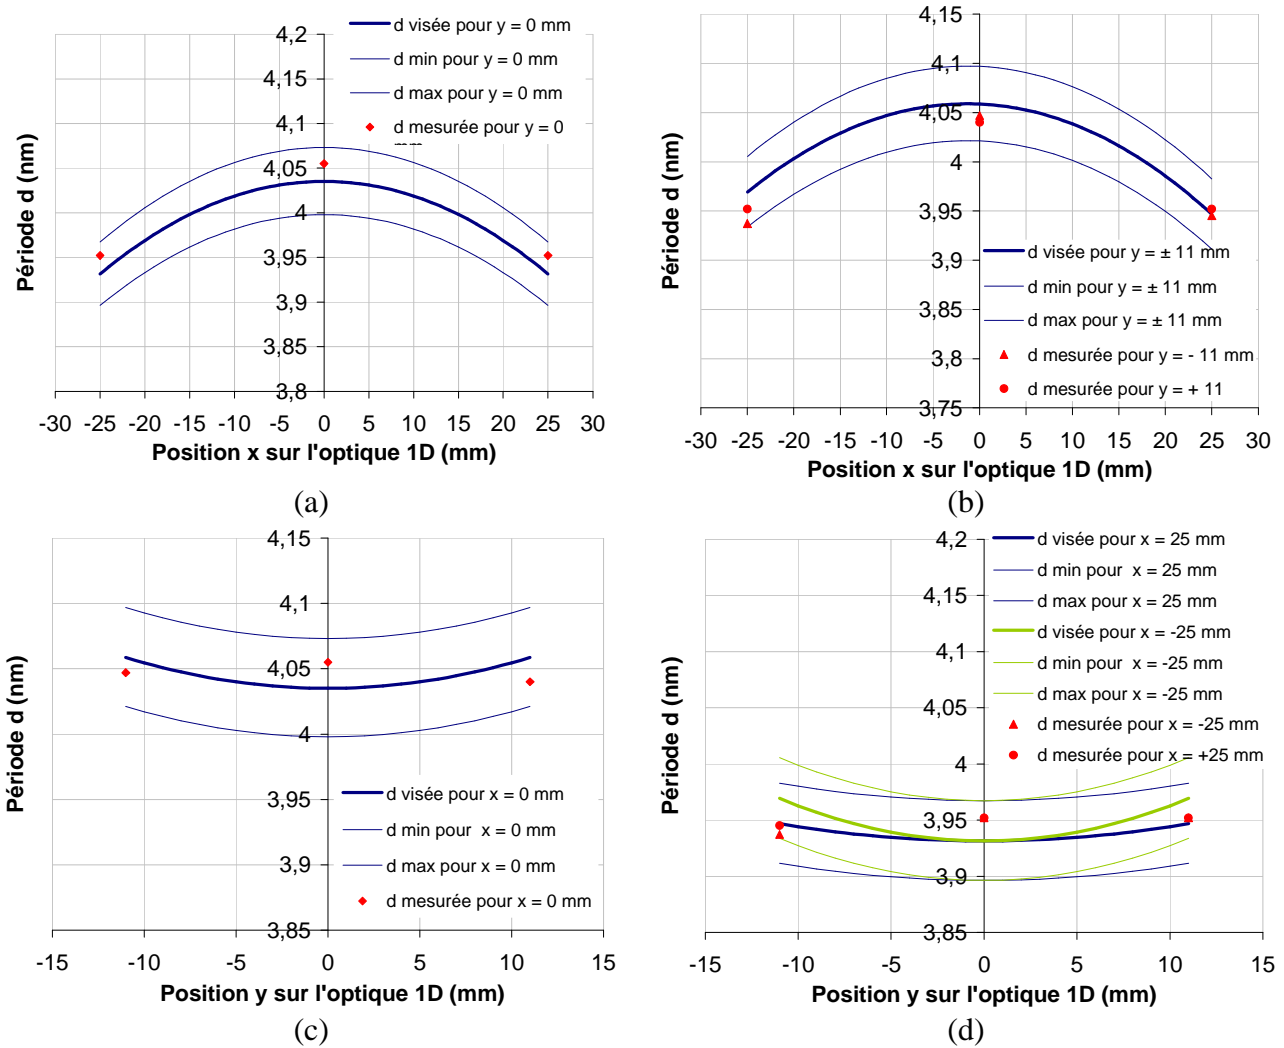 d visée pour y = 0 mm
d min pour y = 0 mm
d max pour y = 0 mm
d mesurée pour y = 0
4,2
4,15
4,1
4,05
4
3,95
3,9
3,85
3,8
-30 -25 -20 -15 -10 -5 0 5 10 15 20 25 30
Période d (nm)
Position x sur l'optique 1D (mm)
(a)
4,15
4,1
4,05
4
3,95
3,9
3,85
3,8
3,75
d visée pour y = ± 11 mm
d min pour y = ± 11 mm
d max pour y = ± 11 mm
d mesurée pour y = - 11 mm
d mesurée pour y = + 11
-30 -25 -20 -15 -10 -5 0 5 10 15 20 25 30
Période d (nm)
Position x sur l'optique 1D (mm)
(b)
4,15
4,1
4,05
4
3,95
3,9
3,85
d visée pour x = 0 mm
d min pour x = 0 mm
d max pour x = 0 mm
d mesurée pour x = 0 mm
-15 -10 -5 0 5 10 15
Période d (nm)
Position y sur l'optique 1D (mm)
(c)
d visée pour x = 25 mm
d min pour x = 25 mm
d max pour x = 25 mm
d visée pour x = -25 mm
d min pour x = -25 mm
d max pour x = -25 mm
d mesurée pour x = -25 mm
d mesurée pour x = +25 mm
4,2
4,15
4,1
4,05
4
3,95
3,9
3,85
-15 -10 -5 0 5 10 15
Période d (nm)
Position y sur l'optique 1D (mm)
(d)